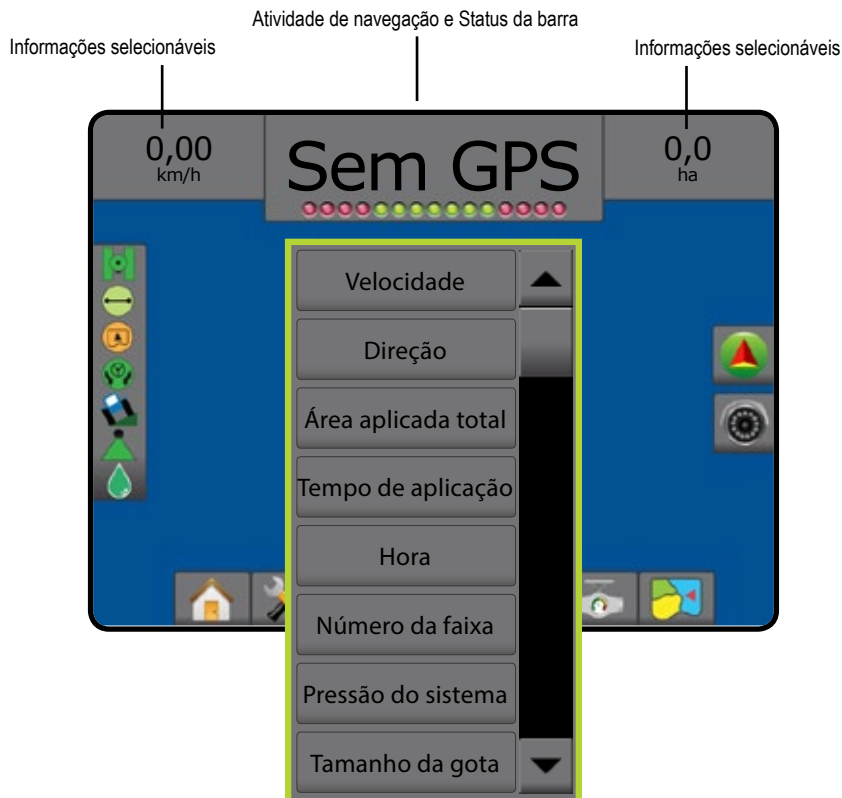 Atividade de navegação e Status da barra
Informações selecionáveis
Informações selecionáveis
0,00
km/h
Sem GPS
0,0
ha
Velocidade
Direção
Área aplicada total
Tempo de aplicação
Hora
Número da faixa
Pressão do sistema
Tamanho da gota